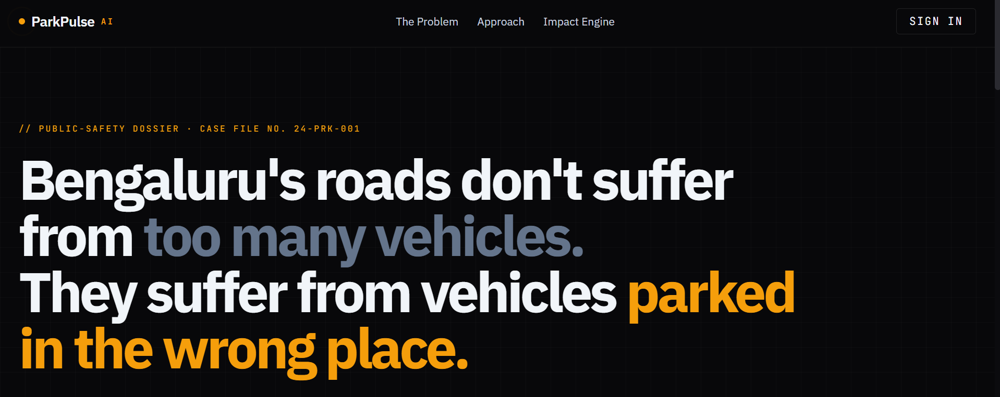 ParkPulse AI
The Problem
Approach
Impact Engine
SIGN IN
// PUBLIC-SAFETY DOSSIER · CASE FILE NO. 24-PRK-001
Bengaluru's roads don't suffer
from too many vehicles.
They suffer from vehicles parked
in the wrong place.